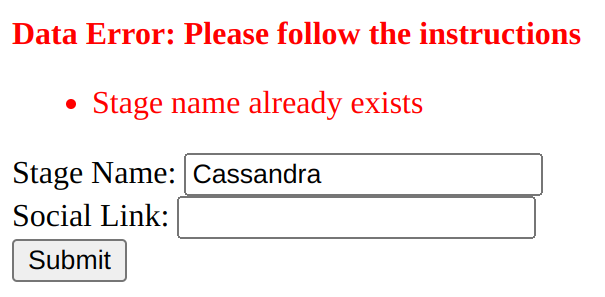 Data Error: Please follow the instructions
• Stage name already exists
Stage Name: Cassandra
Social Link:
Submit